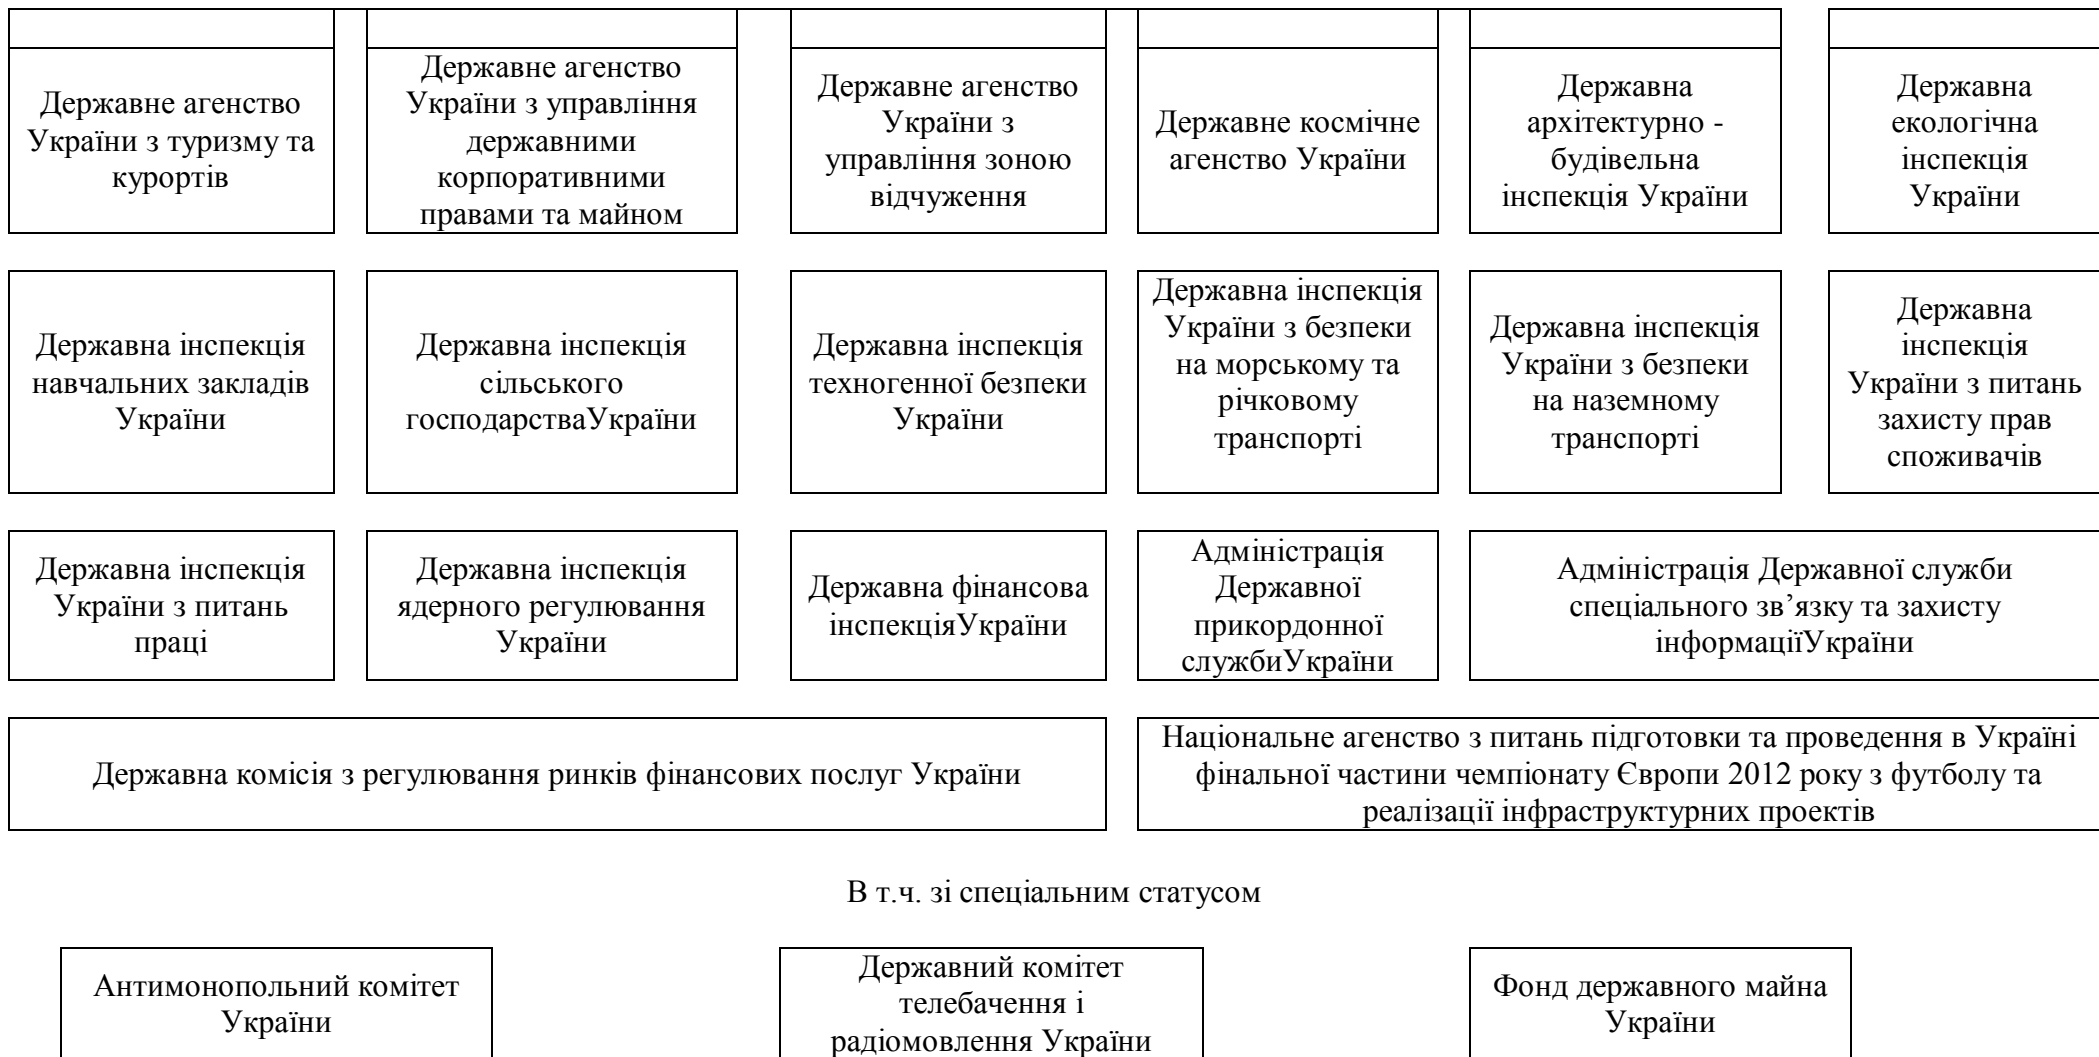 Державне агенство
України з туризму та
курортів
Державне агенство
України з управління
державними
корпоративними
правами та майном
Державне агенство
України з
управління зоною
відчуження
Державне космічне
агенство України
Державна
архітектурно -
будівельна
інспекція України
Державна
екологічна
інспекція
України
Державна інспекція
навчальних закладів
України
Державна інспекція
сільського
господарстваУкраїни
Державна інспекція
техногенної безпеки
України
Державна інспекція
України з безпеки
на морському та
річковому
транспорті
Державна інспекція
України з безпеки
на наземному
транспорті
Державна
інспекція
України з питань
захисту прав
споживачів
Державна інспекція
України з питань
праці
Державна інспекція
ядерного регулювання
України
Державна фінансова
інспекціяУкраїни
Адміністрація
Державної
прикордонної
службиУкраїни
Адміністрація Державної служби
спеціального зв’язку та захисту
інформаціїУкраїни
Державна комісія з регулювання ринків фінансових послуг України
Національне агенство з питань підготовки та проведення в Україні
фінальної частини чемпіонату Європи 2012 року з футболу та
реалізації інфраструктурних проектів
В т.ч. зі спеціальним статусом
Антимонопольний комітет
України
Державний комітет
телебачення і
радіомовлення України
Фонд державного майна
України